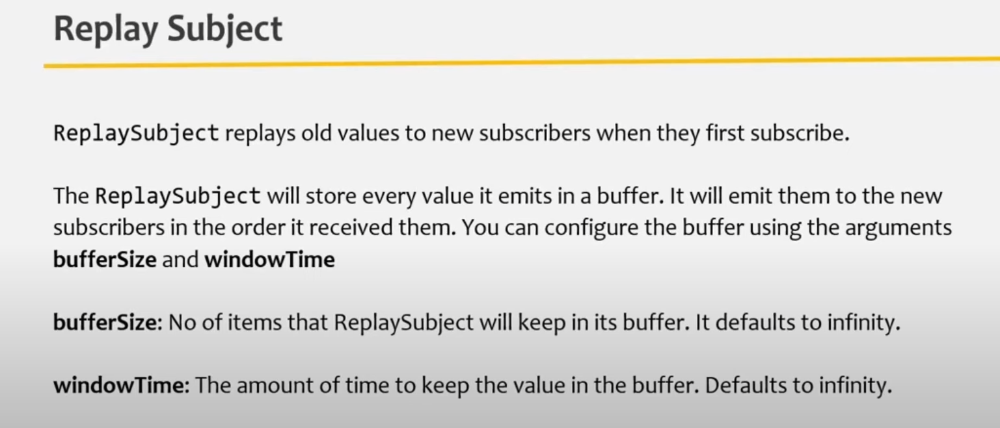 Replay Subject
ReplaySubject replays old values to new subscribers when they first subscribe.
The ReplaySubject will store every value it emits in a buffer. It will emit them to the new
subscribers in the order it received them. You can configure the buffer using the arguments
bufferSize and windowTime
bufferSize: No of items that ReplaySubject will keep in its buffer. It defaults to infinity.
windowTime: The amount of time to keep the value in the buffer. Defaults to infinity.